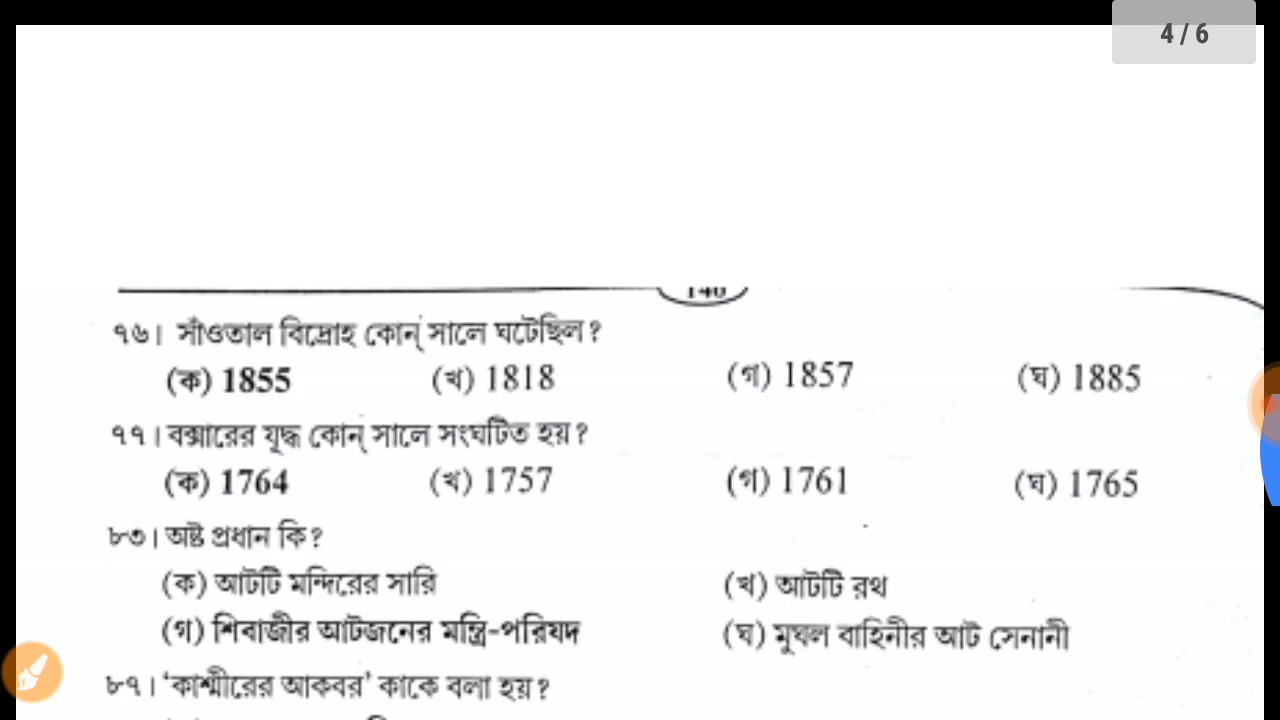 4 / 6
140
৭৬। সাঁওতাল বিদ্রোহ কোন্ সালে ঘটেছিল?
(ক) 1855 (খ) 1818 (গ) 1857 (ঘ) 1885
৭৭। বক্সারের যুদ্ধ কোন্ সালে সংঘটিত হয়?
(ক) 1764 (খ) 1757 (গ) 1761 (ঘ) 1765
৮৩। অষ্ট প্রধান কি?
(ক) আটটি মন্দিরের সারি (খ) আটটি রথ
(গ) শিবাজীর আটজনের মন্ত্রি-পরিষদ (ঘ) মুঘল বাহিনীর আট সেনানী
৮৭। 'কাশ্মীরের আকবর' কাকে বলা হয়?